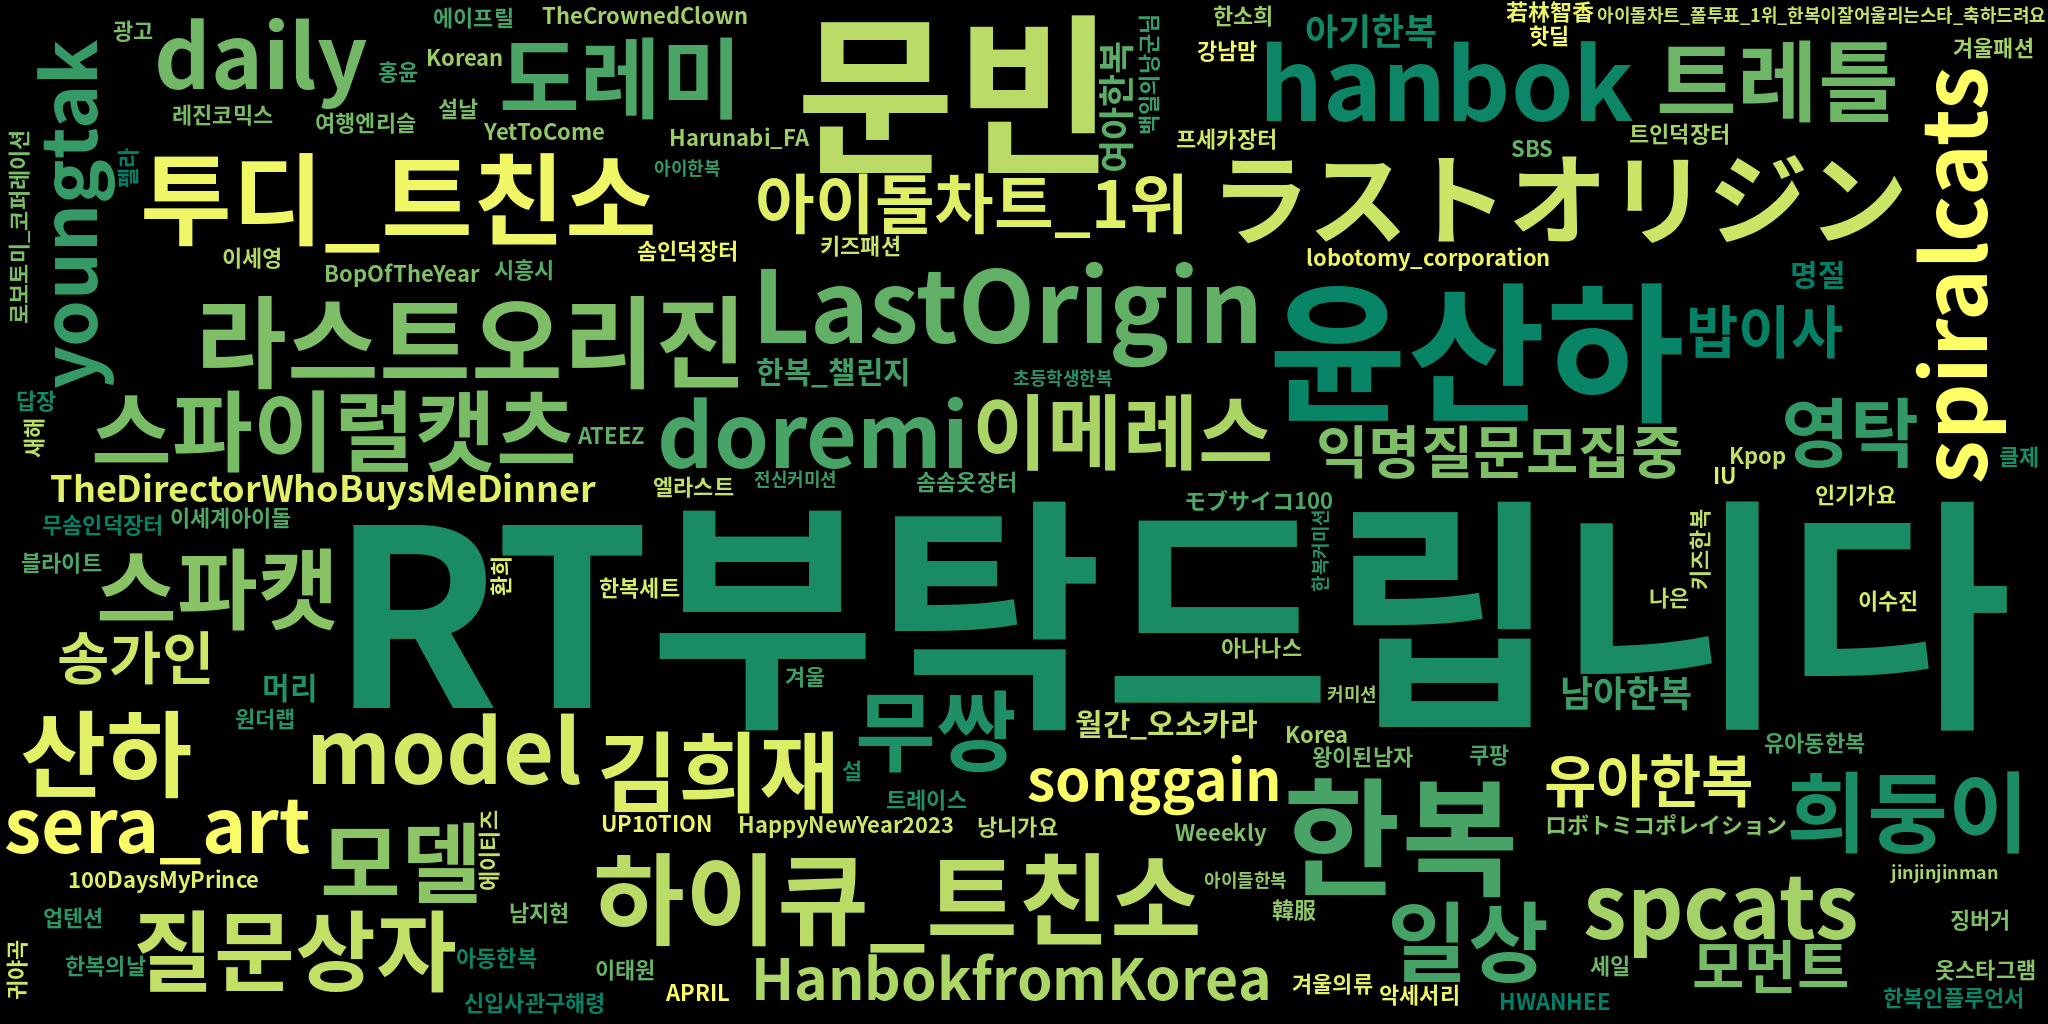 광고
에이프릴
TheCrownedClown
한소희
若林智香
아이돌차트_폴투표_1위_한복이잘어울리는스타_축하드려요
daily
홍윤
Korean
도레미
문빈
여아한복
백일의낭군님
강남맘
아기한복
핫딜
hanbok
트레틀
겨울패션
youngtak
레진코믹스
여행엔리슬
설날
YetToCome
Harunabi_FA
프세카장터
SBS
트인덕장터
spiralcats
로보토미_코퍼레이션
펠라
투디_트친소
아이한복
아이돌차트_1위
ラストオリジン
이세영
BopOfTheYear
시흥시
솜인덕장터
키즈패션
lobotomy_corporation
명절
라스트오리진
LastOrigin
윤산하
밥이사
한복_챌린지
초등학생한복
답장
새해
스파이럴캣츠
ATEEZ
doremi
이메레스
익명질문모집중
IU
Kpop
영탁
클제
TheDirectorWhoBuysMeDinner
엘라스트
전신커미션
솜솜옷장터
モブサイコ100
인기가요
무솜인덕장터
이세계아이돌
블라이트
스파캣
RT부탁드립니다
환희
한복세트
한복커미션
키즈한복
나은
이수진
송가인
아나나스
머리
겨울
커미션
남아한복
원더랩
산하
model
김희재
무쌍
월간_오소카라
Korea
왕이된남자
쿠팡
유아동한복
설
트레이스
songgain
한복
유아한복
희둥이
sera_art
모델
에이티즈
UP10TION
HappyNewYear2023
낭니가요
Weeekly
ロボトミコポレイション
100DaysMyPrince
하이큐_트친소
아이들한복
jinjinjinman
업텐션
질문상자
남지현
韓服
일상
spcats
징버거
귀야곡
한복의날
아동한복
이태원
HanbokfromKorea
겨울의류
세일
모먼트
옷스타그램
신입사관구해령
APRIL
악세서리
HWANHEE
한복인플루언서